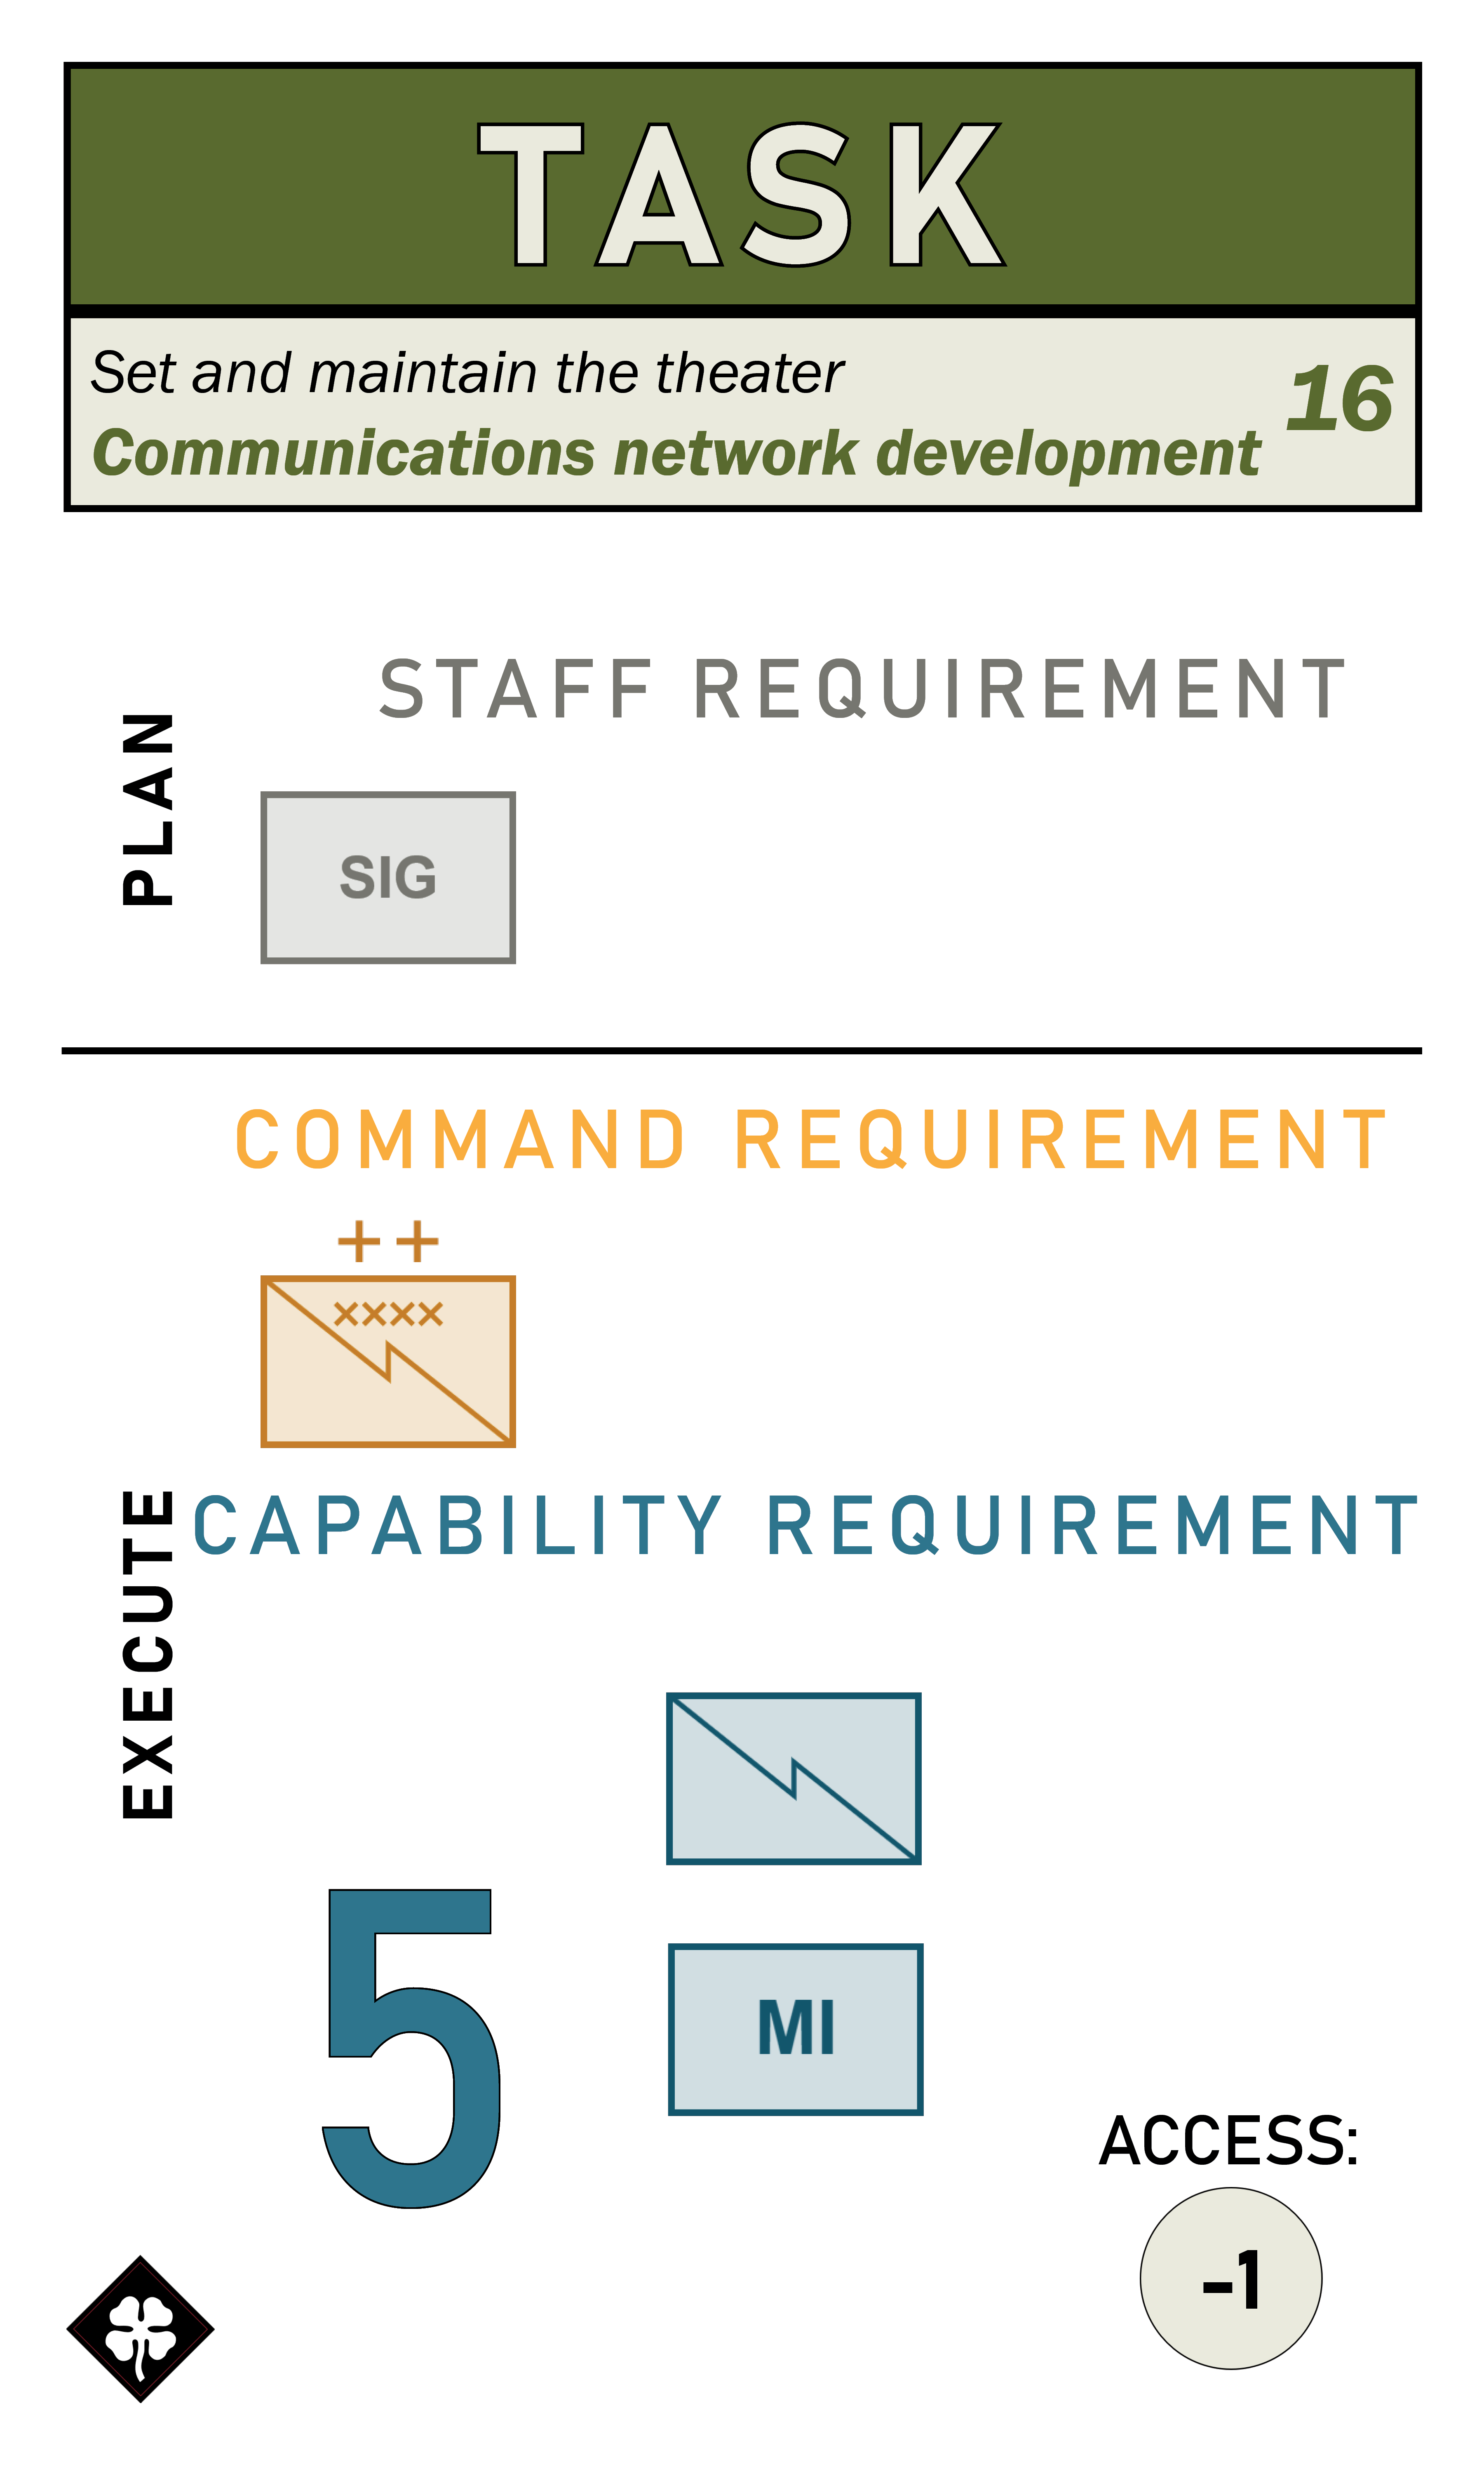 TASK
Set and maintain the theater
Communications network development
16
PLAN
STAFF REQUIREMENT
SIG
EXECUTE
COMMAND REQUIREMENT
++
××××
CAPABILITY REQUIREMENT
5
MI
ACCESS:
-1